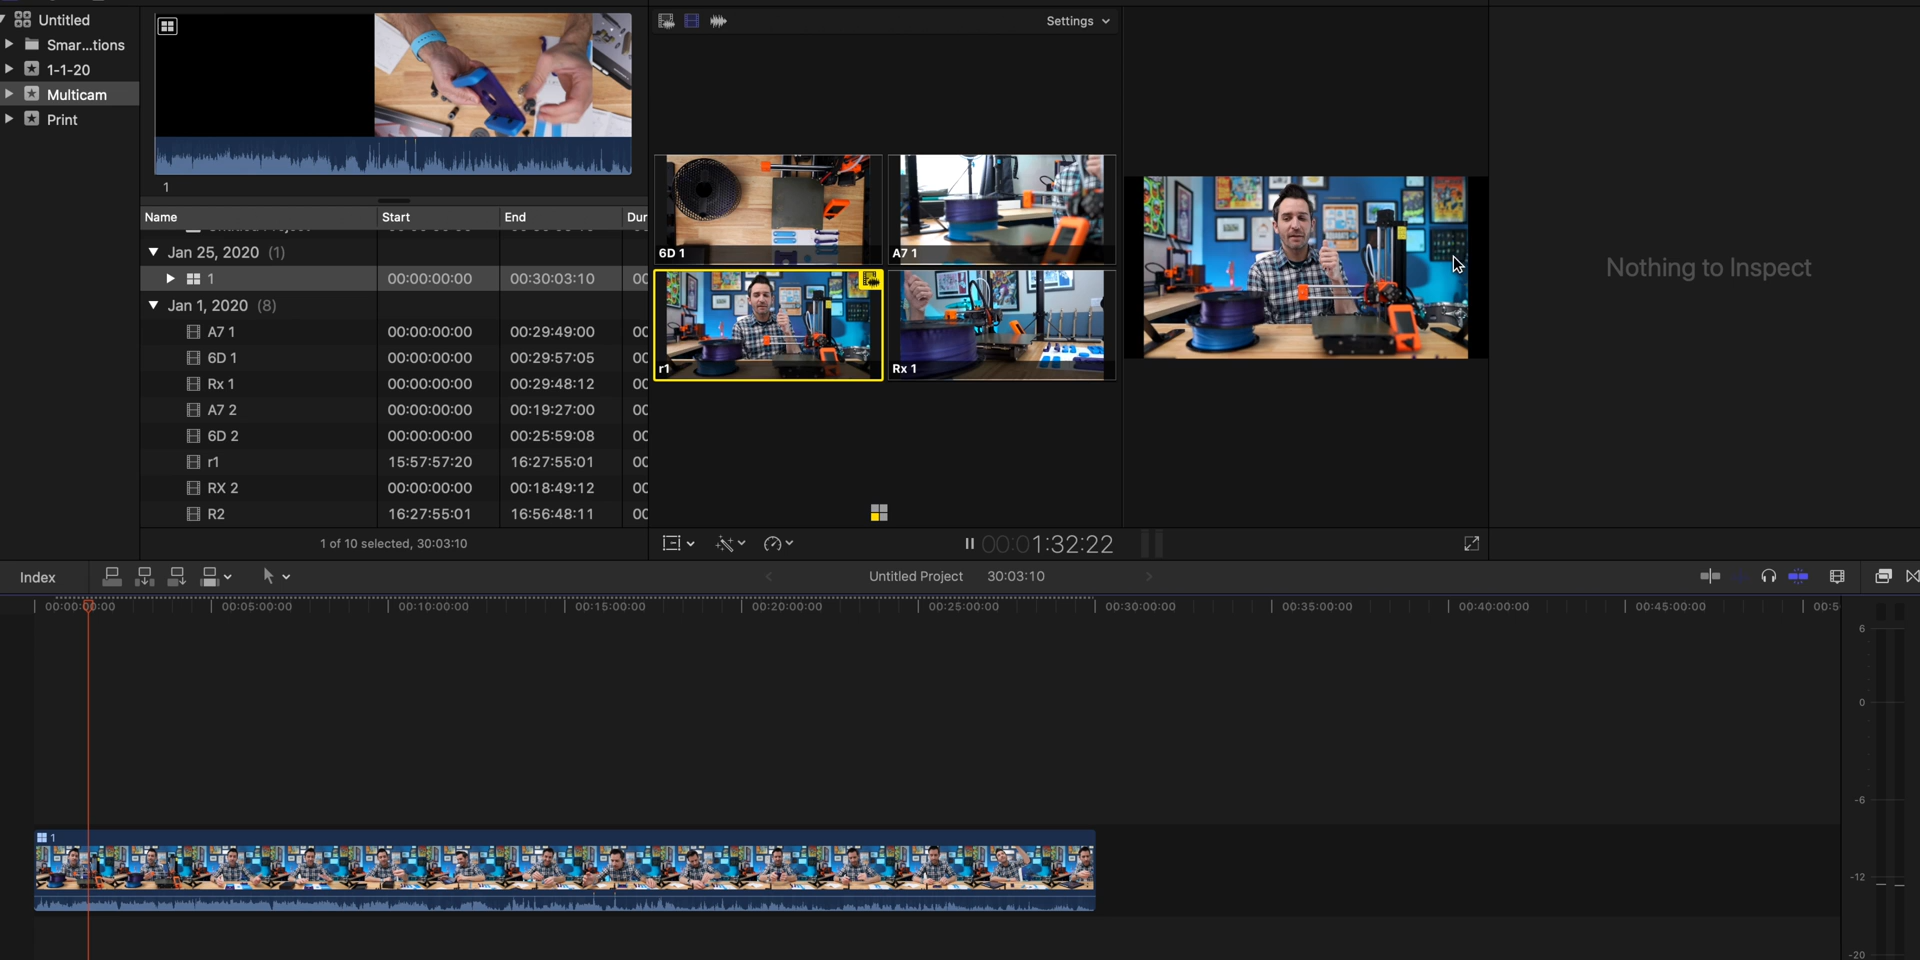 Untitled
Smar...tions
1-1-20
Multicam
Print
1
Name Start End Dur
Jan 25, 2020 (1)
1 00:00:00:00 00:30:03:10 00
Jan 1, 2020 (8)
A7 1 00:00:00:00 00:29:49:00 00
6D 1 00:00:00:00 00:29:57:05 00
Rx 1 00:00:00:00 00:29:48:12 00
A7 2 00:00:00:00 00:19:27:00 00
6D 2 00:00:00:00 00:25:59:08 00
r1 15:57:57:20 16:27:55:01 00
RX 2 00:00:00:00 00:18:49:12 00
R2 16:27:55:01 16:56:48:11 00
1 of 10 selected, 30:03:10
Settings
6D 1
A7 1
r1
Rx 1
00:01:32:22
Nothing to Inspect
Index
Untitled Project 30:03:10
00:00:00:00 00:05:00:00 00:10:00:00 00:15:00:00 00:20:00:00 00:25:00:00 00:30:00:00 00:35:00:00 00:40:00:00 00:45:00:00 00:5
6
0
-6
-12
-20
1